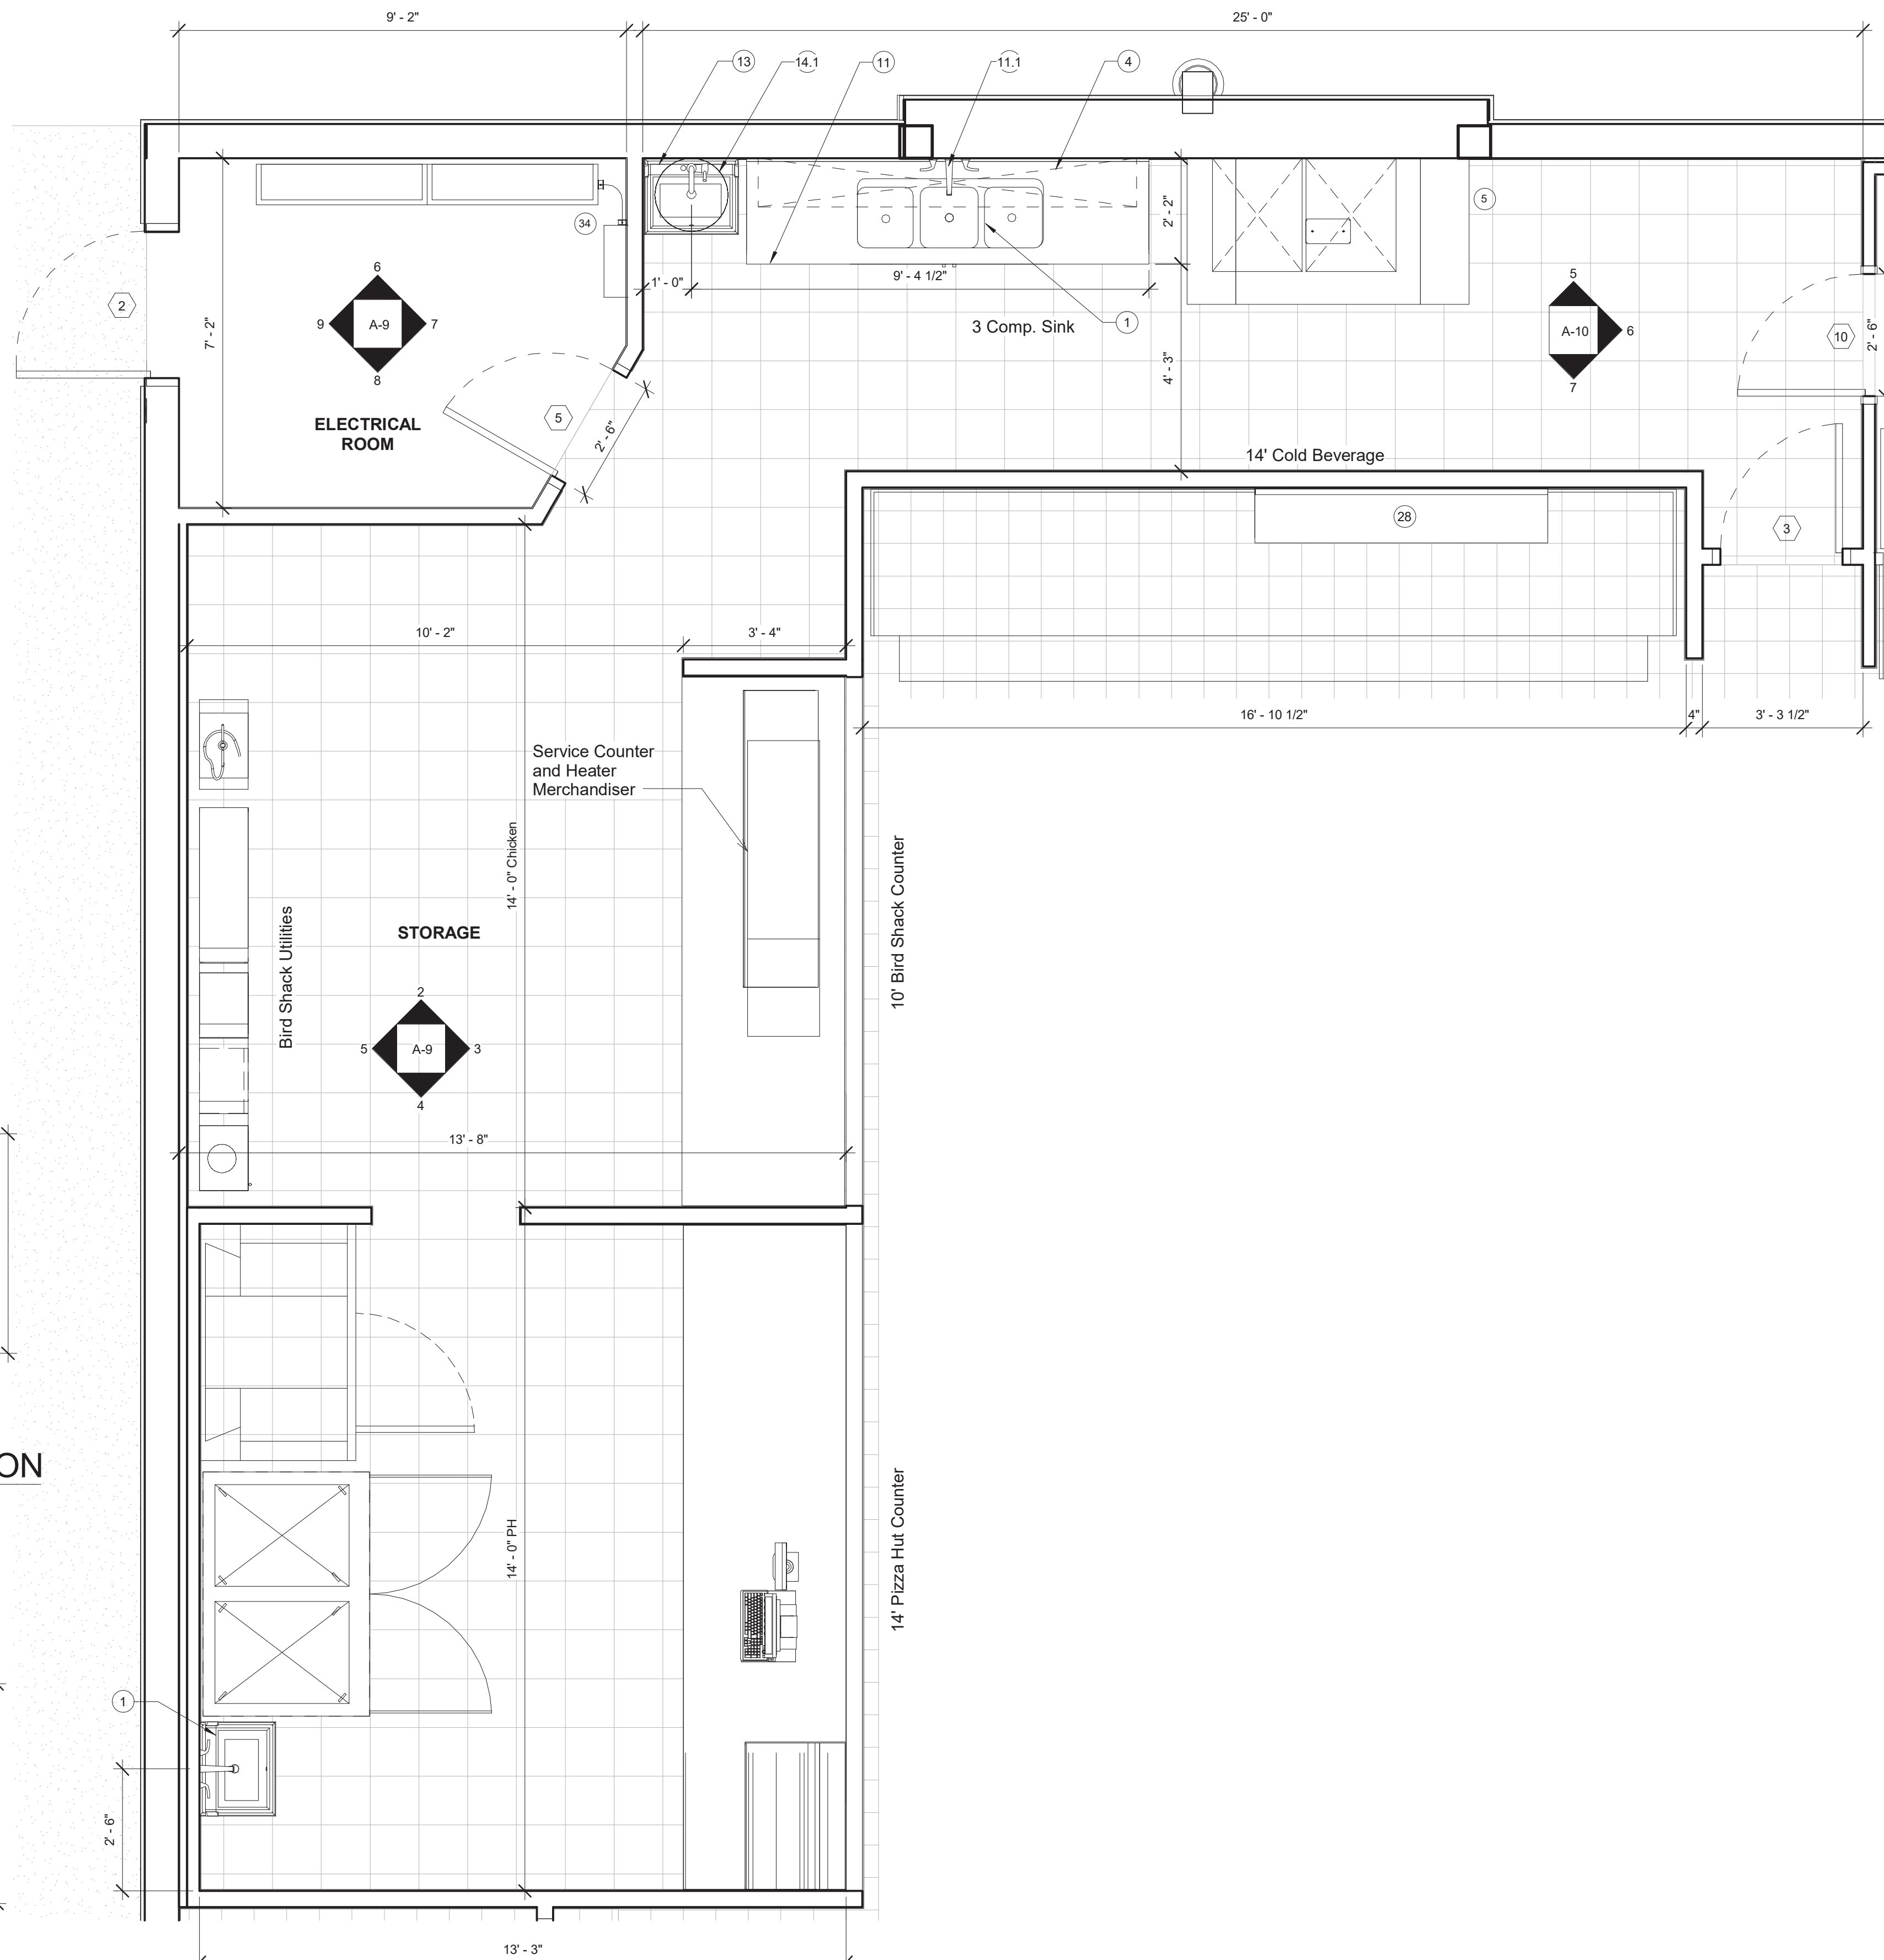 9' - 2"
25' - 0"
13
14.1
11
11.1
4
34
5
2
6
9
A-9
7
8
7' - 2"
ELECTRICAL
ROOM
5
2' - 6"
1' - 0"
9' - 4 1/2"
2' - 2"
3 Comp. Sink
1
4' - 3"
5
A-10
6
7
10
2' - 6"
14' Cold Beverage
28
3
10' - 2"
3' - 4"
16' - 10 1/2"
4"
3' - 3 1/2"
Service Counter
and Heater
Merchandiser
14' - 0" Chicken
10' Bird Shack Counter
Bird Shack Utilities
STORAGE
2
5
A-9
3
4
13' - 8"
ON
14' - 0" PH
14' Pizza Hut Counter
1
2' - 6"
13' - 3"